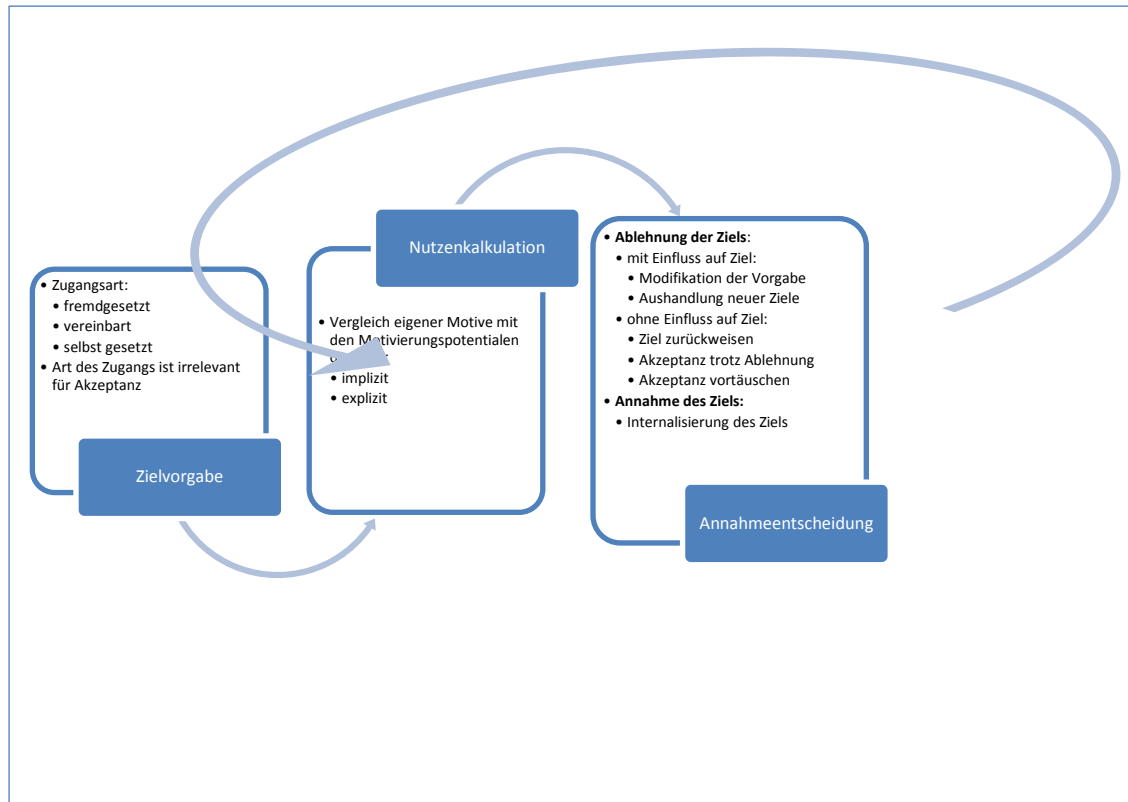 • Zugangsart:
• fremdgesetzt
• vereinbart
• selbst gesetzt
• Art des Zugangs ist irrelevant
für Akzeptanz
Zielvorgabe
Nutzenkalkulation
• Vergleich eigener Motive mit
den Motivierungspotentialen
• implizit
• explizit
• Ablehnung der Ziels:
• mit Einfluss auf Ziel:
• Modifikation der Vorgabe
• Aushandlung neuer Ziele
• ohne Einfluss auf Ziel:
• Ziel zurückweisen
• Akzeptanz trotz Ablehnung
• Akzeptanz vortäuschen
• Annahme des Ziels:
• Internalisierung des Ziels
Annahmeentscheidung